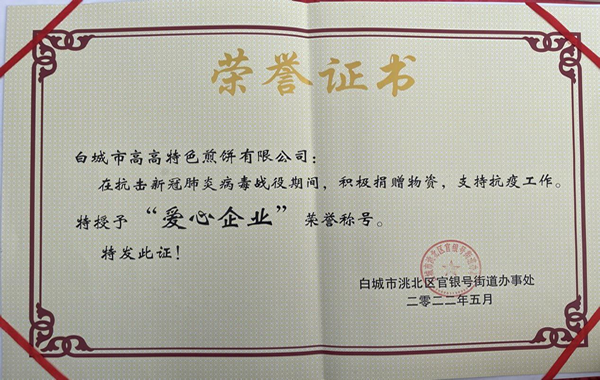 荣誉证书
白城市高高特色煎饼有限公司：
在抗击新冠肺炎病毒战役期间，积极捐赠物资，支持抗疫工作。
特授予“爱心企业”荣誉称号。
特发此证！
白城市洮北区官银号街道办事处
二零二二年五月